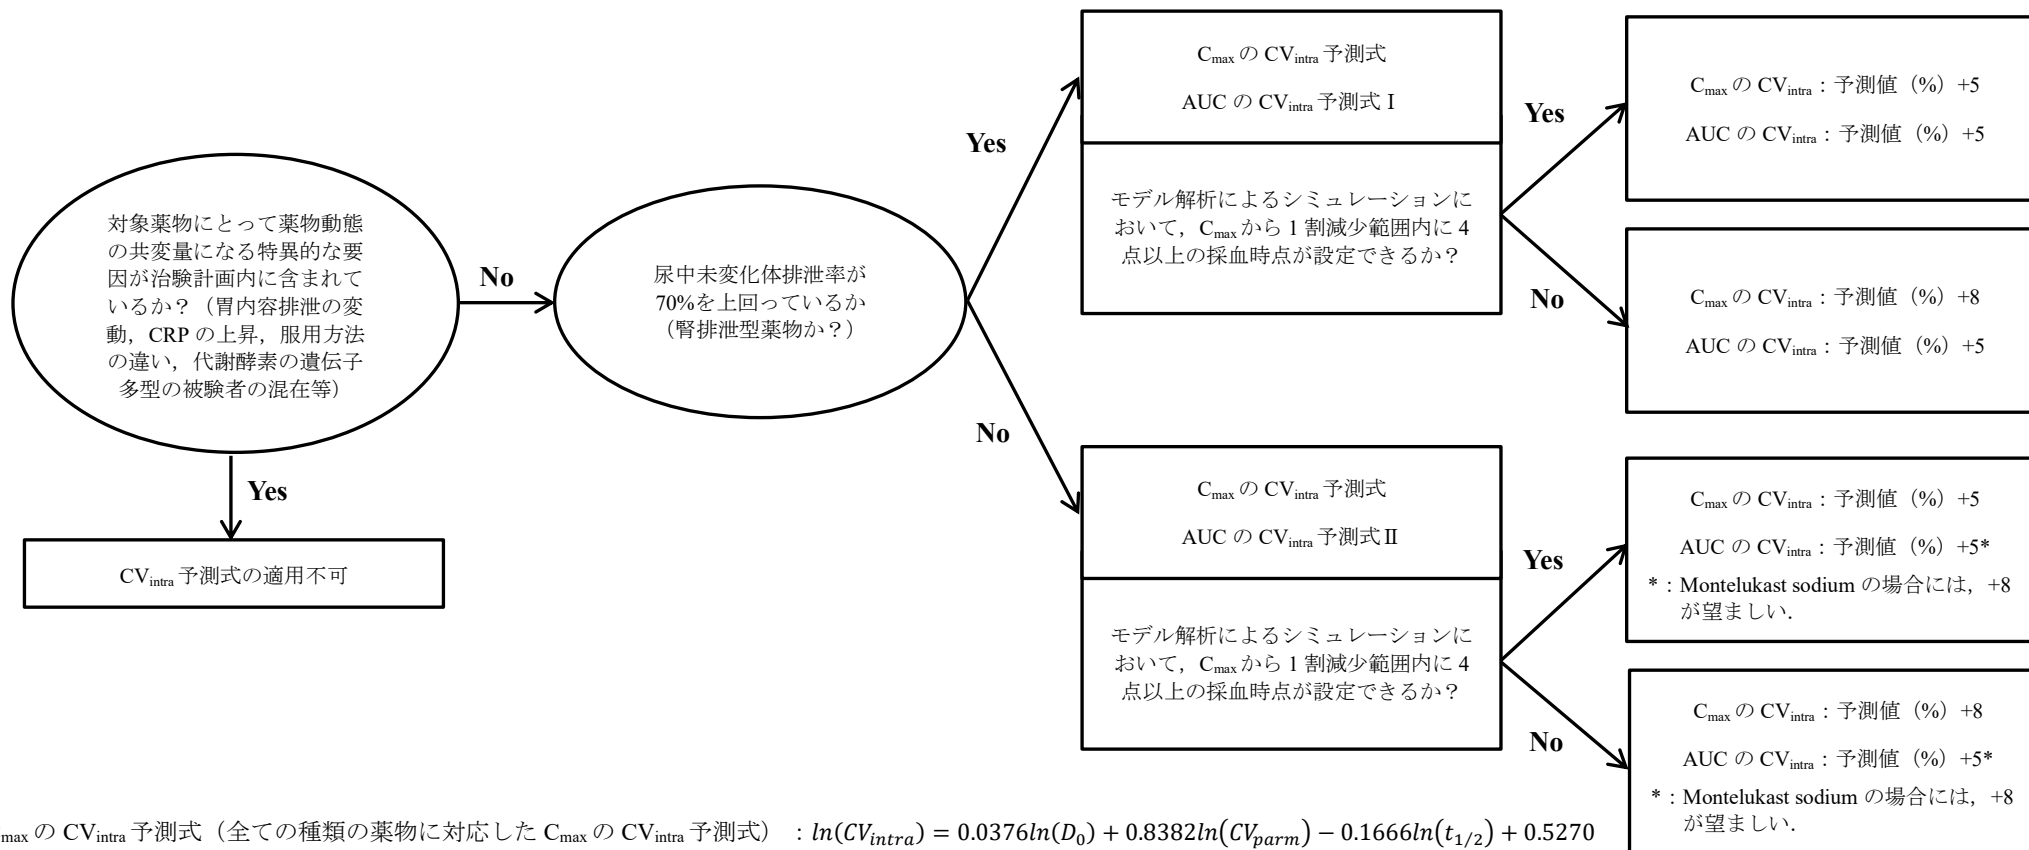 対象薬物にとって薬物動態
の共変量になる特異的な要
因が治験計画内に含まれて
いるか？（胃内容排泄の変
動，CRP の上昇，服用方法
の違い，代謝酵素の遺伝子
多型の被験者の混在等）
No
Yes
CVintra 予測式の適用不可
尿中未変化体排泄率が
70%を上回っているか
（腎排泄型薬物か？）
Yes
No
Cmax の CVintra 予測式
AUC の CVintra 予測式 I
モデル解析によるシミュレーションに
おいて，Cmax から 1 割減少範囲内に 4
点以上の採血時点が設定できるか？
Yes
No
Cmax の CVintra：予測値（%）+5
AUC の CVintra：予測値（%）+5
Cmax の CVintra：予測値（%）+8
AUC の CVintra：予測値（%）+5
Cmax の CVintra 予測式
AUC の CVintra 予測式 II
モデル解析によるシミュレーションに
おいて，Cmax から 1 割減少範囲内に 4
点以上の採血時点が設定できるか？
Yes
No
Cmax の CVintra：予測値（%）+5
AUC の CVintra：予測値（%）+5*
*：Montelukast sodium の場合には，+8
が望ましい．
Cmax の CVintra：予測値（%）+8
AUC の CVintra：予測値（%）+5*
*：Montelukast sodium の場合には，+8
が望ましい．
max の CVintra 予測式（全ての種類の薬物に対応した Cmax の CVintra 予測式）：ln(CVintra) = 0.0376ln(D0) + 0.8382ln(CVparm) − 0.1666ln(t1/2) + 0.5270